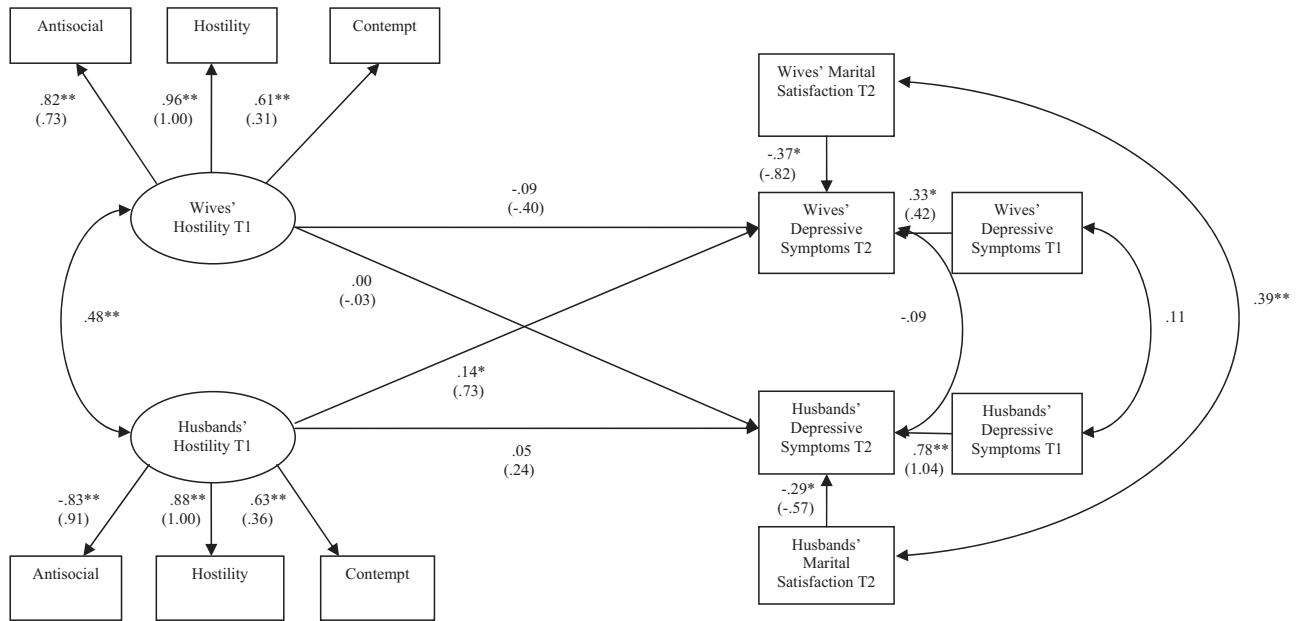 Antisocial
Hostility
Contempt
.82**
(.73)
.96**
(1.00)
.61**
(.31)
Wives' Marital
Satisfaction T2
-.37*
(-.82)
Wives'
Hostility T1
-.09
(-.40)
Wives'
Depressive
Symptoms T2
.33*
(.42)
Wives'
Depressive
Symptoms T1
.00
(-.03)
.48**
-.09
.11
.39**
.14*
(.73)
Husbands'
Hostility T1
.05
(.24)
Husbands'
Depressive
Symptoms T2
.78**
(1.04)
Husbands'
Depressive
Symptoms T1
-.83**
(.91)
.88**
(1.00)
.63**
(.36)
-.29*
(-.57)
Antisocial
Hostility
Contempt
Husbands'
Marital
Satisfaction T2